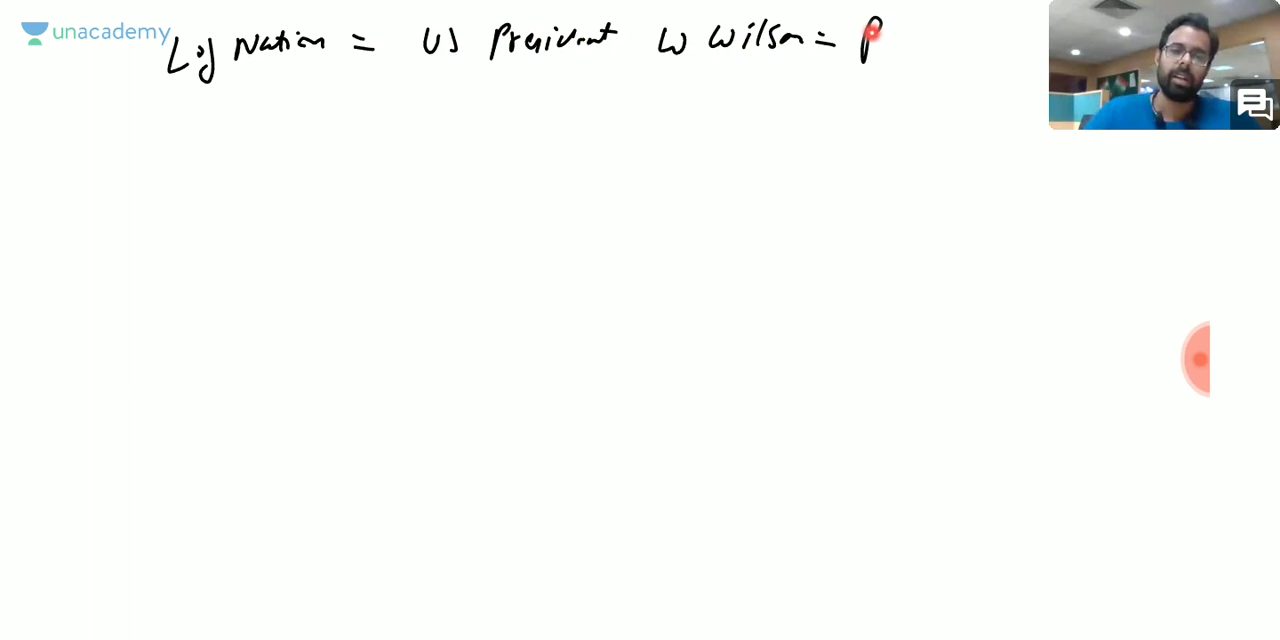 unacademy
L of Nation = US President W Wilson = P